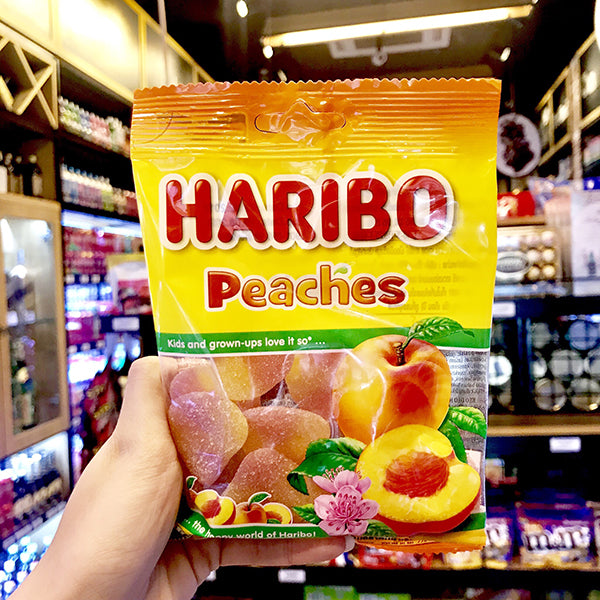 HARIBO
Peaches
Kids and grown-ups love it so® ...
... the happy world of Haribo!
m&m's